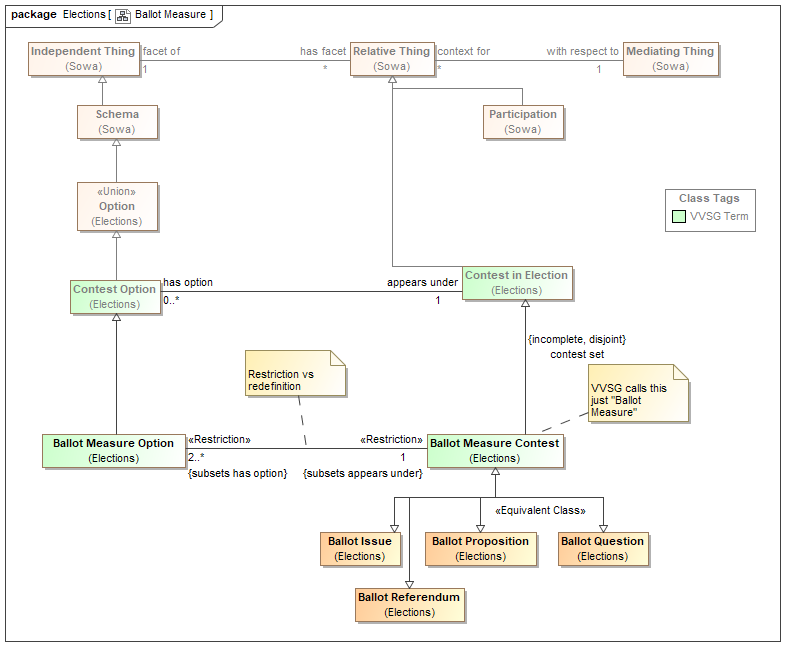 package Elections [ Ballot Measure ]
Independent Thing
(Sowa)
facet of
1
has facet
*
Relative Thing
(Sowa)
context for
*
with respect to
1
Mediating Thing
(Sowa)
Schema
(Sowa)
Participation
(Sowa)
«Union»
Option
(Elections)
Class Tags
VVSG Term
Contest Option
(Elections)
has option
0..*
appears under
1
Contest in Election
(Elections)
{incomplete, disjoint}
contest set
Restriction vs
redefinition
VVSG calls this
just "Ballot
Measure"
Ballot Measure Option
(Elections)
«Restriction»
2..*
{subsets has option}
«Restriction»
1
{subsets appears under}
Ballot Measure Contest
(Elections)
«Equivalent Class»
Ballot Issue
(Elections)
Ballot Proposition
(Elections)
Ballot Question
(Elections)
Ballot Referendum
(Elections)